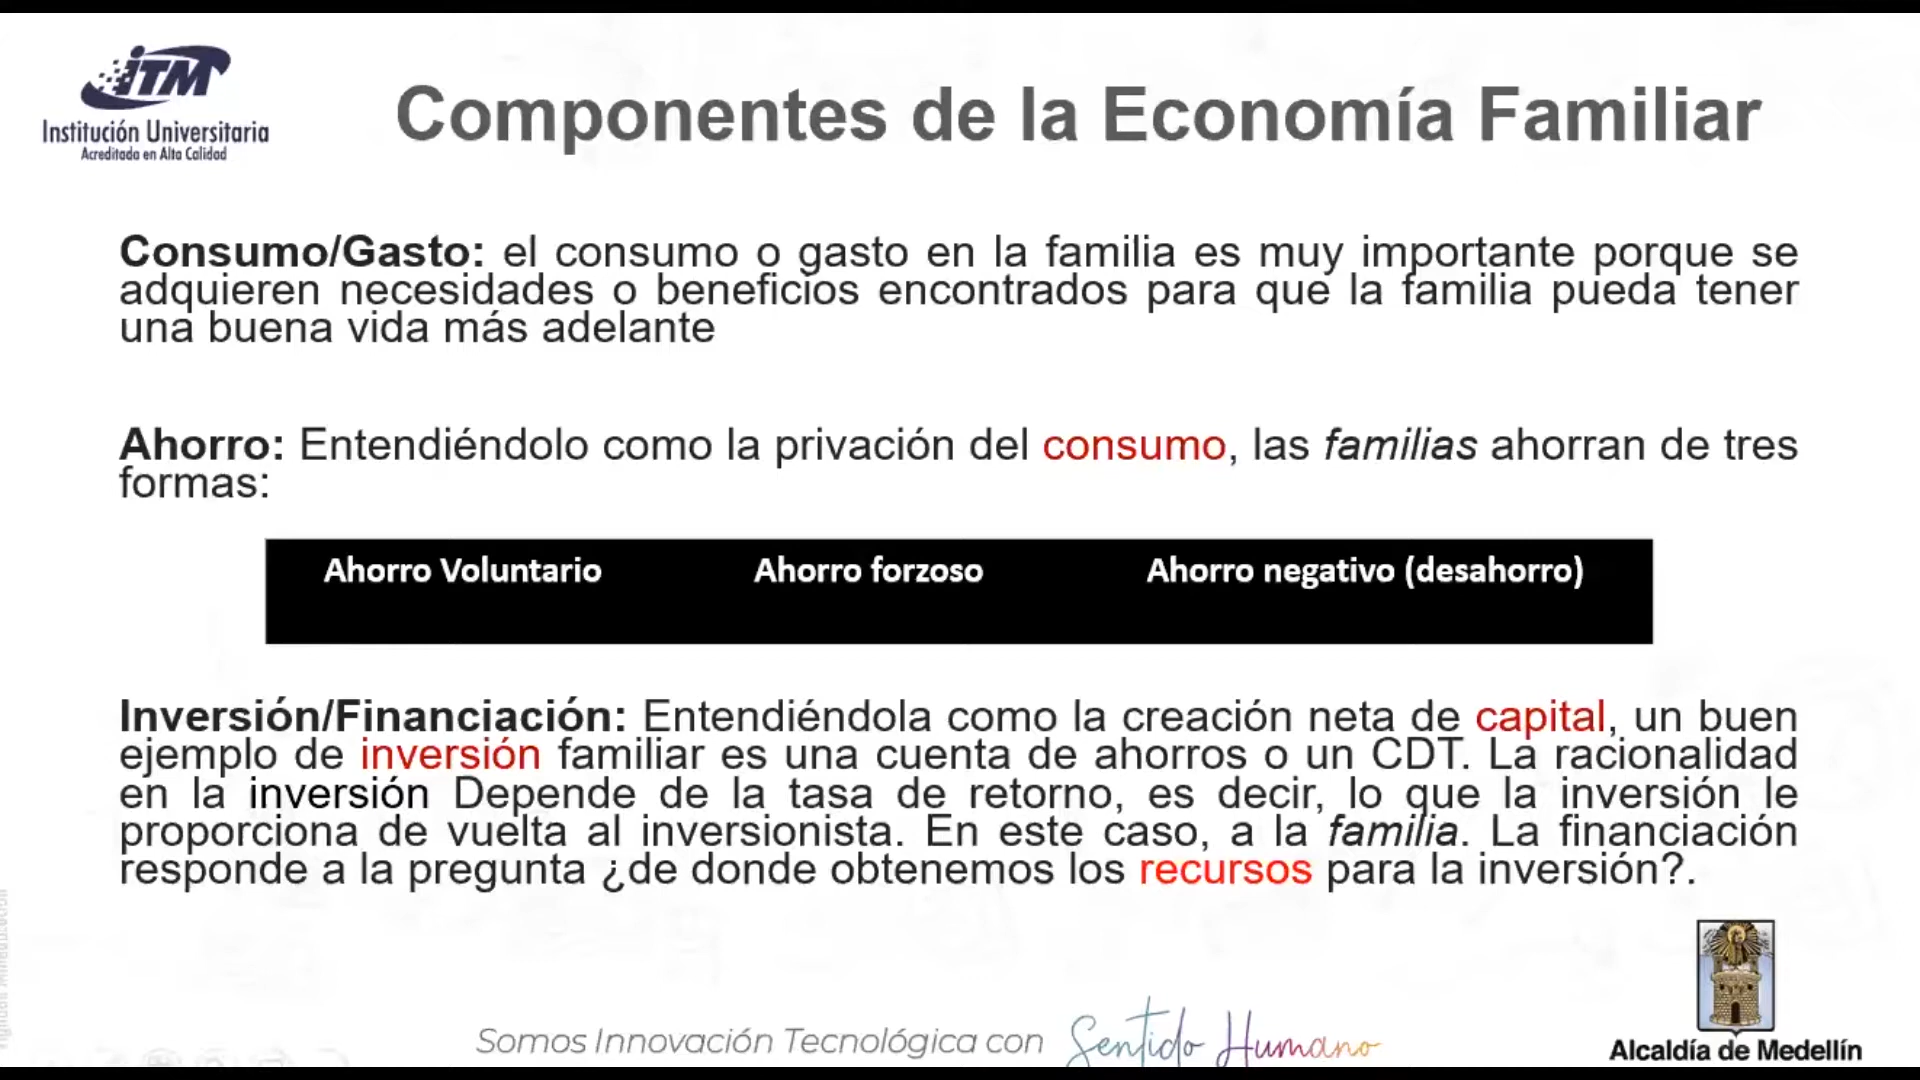 iTM
Institución Universitaria
Acreditada en Alta Calidad
Componentes de la Economía Familiar
Consumo/Gasto: el consumo o gasto en la familia es muy importante porque se
adquieren necesidades o beneficios encontrados para que la familia pueda tener
una buena vida más adelante
Ahorro: Entendiéndolo como la privación del consumo, las familias ahorran de tres
formas:
Ahorro Voluntario Ahorro forzoso Ahorro negativo (desahorro)
Inversión/Financiación: Entendiéndola como la creación neta de capital, un buen
ejemplo de inversión familiar es una cuenta de ahorros o un CDT. La racionalidad
en la inversión Depende de la tasa de retorno, es decir, lo que la inversión le
proporciona de vuelta al inversionista. En este caso, a la familia. La financiación
responde a la pregunta ¿de donde obtenemos los recursos para la inversión?.
Somos Innovación Tecnológica con Sentido Humano
Alcaldía de Medellín